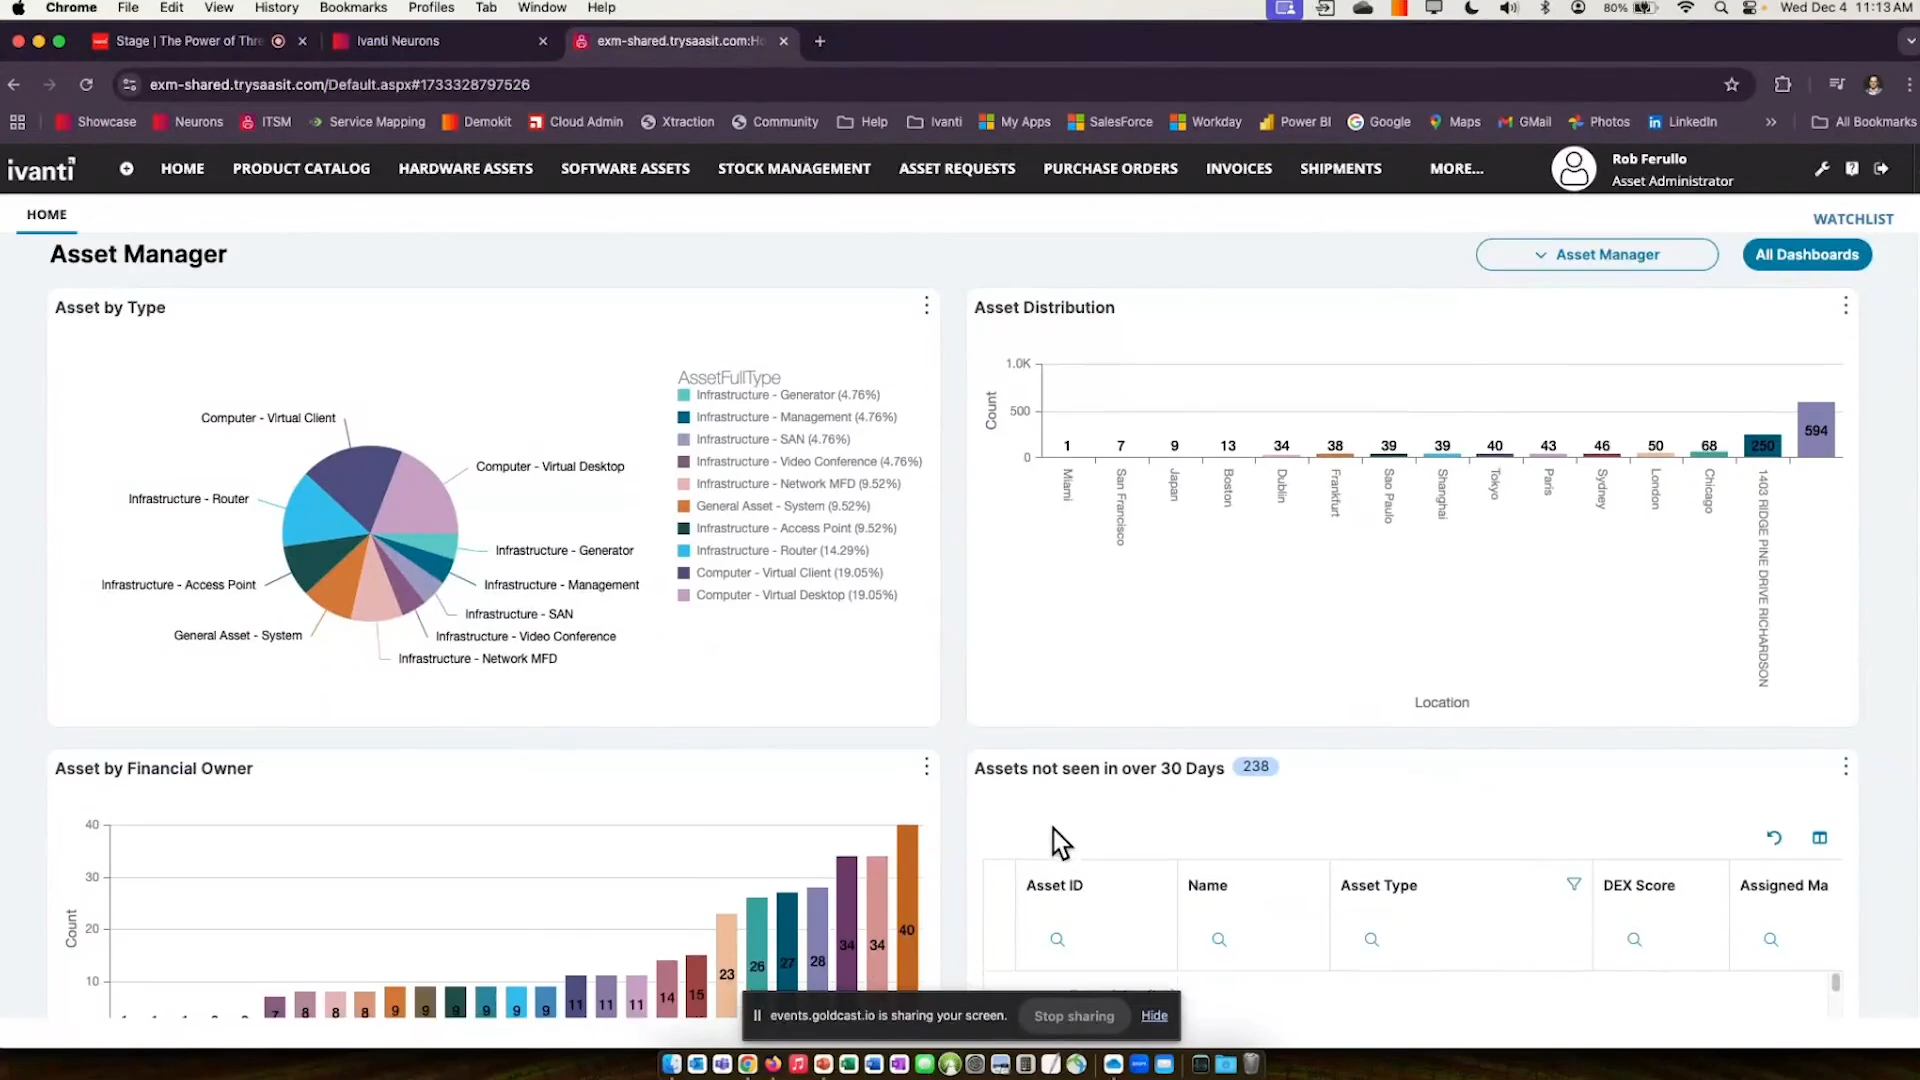 Chrome File Edit View History Bookmarks Profiles Tab Window Help 80% Wed Dec 4 11:13 AM
Stage | The Power of Thre Ivanti Neurons exm-shared.trysaasit.com:Ho
exm-shared.trysaasit.com/Default.aspx#1733328797526
Showcase Neurons ITSM Service Mapping Demokit Cloud Admin Xtraction Community Help Ivanti My Apps SalesForce Workday Power BI Google Maps GMail Photos LinkedIn >> All Bookmarks
ivanti HOME PRODUCT CATALOG HARDWARE ASSETS SOFTWARE ASSETS STOCK MANAGEMENT ASSET REQUESTS PURCHASE ORDERS INVOICES SHIPMENTS MORE...
Rob Ferullo
Asset Administrator
HOME
WATCHLIST
Asset Manager
Asset Manager
All Dashboards
Asset by Type
AssetFullType
Infrastructure - Generator (4.76%)
Infrastructure - Management (4.76%)
Infrastructure - SAN (4.76%)
Infrastructure - Video Conference (4.76%)
Infrastructure - Network MFD (9.52%)
General Asset - System (9.52%)
Infrastructure - Access Point (9.52%)
Infrastructure - Router (14.29%)
Computer - Virtual Client (19.05%)
Computer - Virtual Desktop (19.05%)
Computer - Virtual Client
Computer - Virtual Desktop
Infrastructure - Router
Infrastructure - Generator
Infrastructure - Access Point
Infrastructure - Management
Infrastructure - SAN
General Asset - System
Infrastructure - Video Conference
Infrastructure - Network MFD
Asset Distribution
Count
1.0K
500
0
1 7 9 13 34 38 39 39 40 43 46 50 68 250 594
Miami
San Francisco
Japan
Boston
Dublin
Frankfurt
Sao Paulo
Shanghai
Tokyo
Paris
Sydney
London
Chicago
1403 RIDGE PINE DRIVE RICHARDSON
Location
Asset by Financial Owner
Count
40
30
20
10
7 8 8 8 9 9 9 9 9 9 11 11 11 14 15 23 26 27 28 34 34 40
Assets not seen in over 30 Days 238
Asset ID Name Asset Type DEX Score Assigned Ma
events.goldcast.io is sharing your screen. Stop sharing Hide